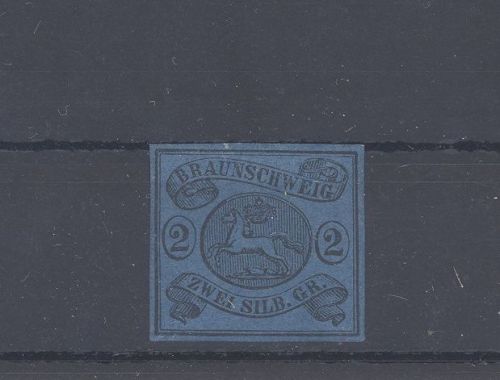 BRAUNSCHWEIG
2 2
ZWEI SILB. GR.